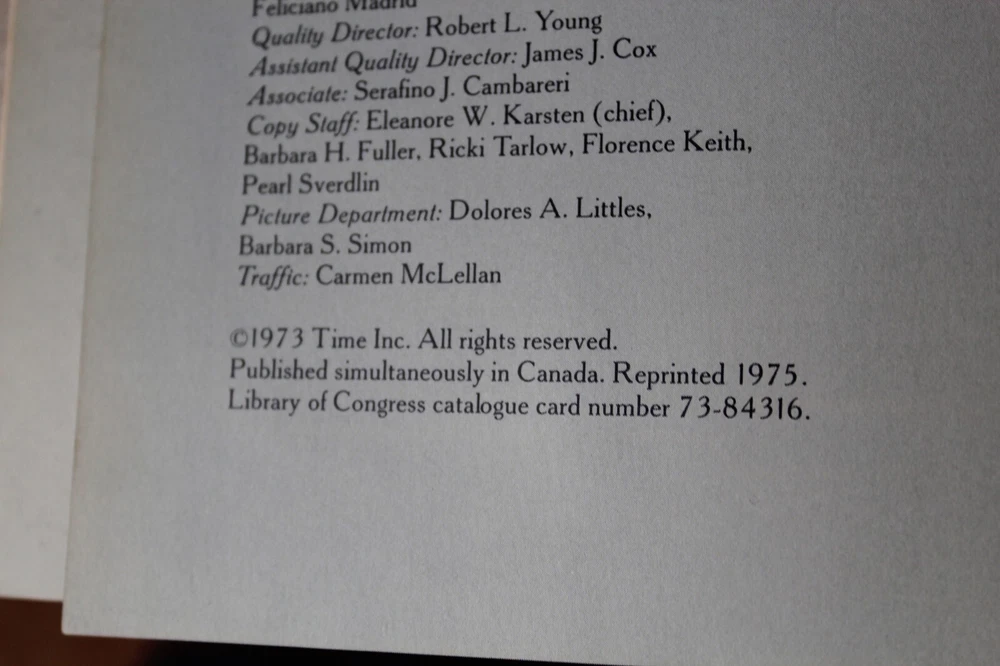 Feliciano Madrid
Quality Director: Robert L. Young
Assistant Quality Director: James J. Cox
Associate: Serafino J. Cambareri
Copy Staff: Eleanore W. Karsten (chief),
Barbara H. Fuller, Ricki Tarlow, Florence Keith,
Pearl Sverdlin
Picture Department: Dolores A. Littles,
Barbara S. Simon
Traffic: Carmen McLellan
©1973 Time Inc. All rights reserved.
Published simultaneously in Canada. Reprinted 1975.
Library of Congress catalogue card number 73-84316.